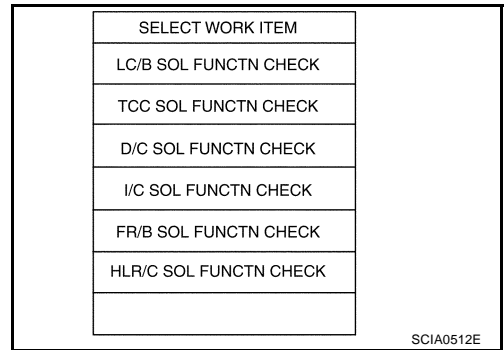 SELECT WORK ITEM
LC/B SOL FUNCTN CHECK
TCC SOL FUNCTN CHECK
D/C SOL FUNCTN CHECK
I/C SOL FUNCTN CHECK
FR/B SOL FUNCTN CHECK
HLR/C SOL FUNCTN CHECK
SCIA0512E